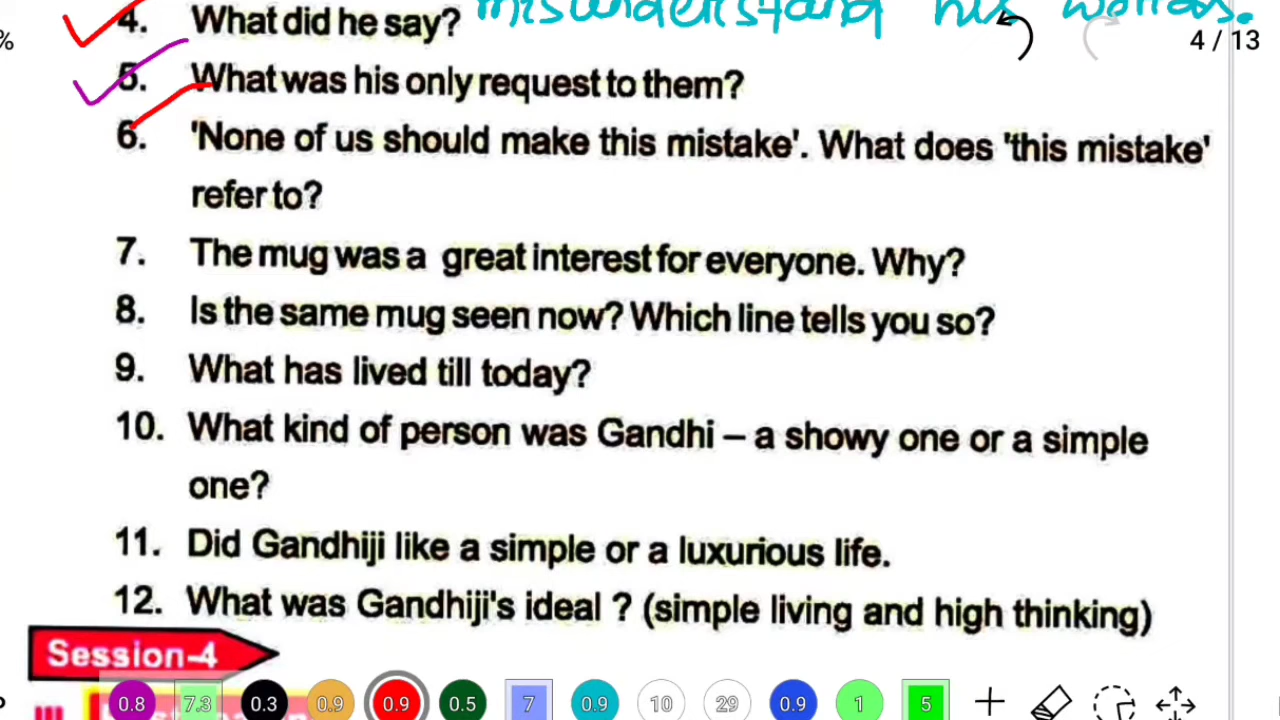 misunderstand his words.
4. What did he say?
4 / 13
%
5. What was his only request to them?
6. 'None of us should make this mistake'. What does 'this mistake'
refer to?
7. The mug was a great interest for everyone. Why?
8. Is the same mug seen now? Which line tells you so?
9. What has lived till today?
10. What kind of person was Gandhi – a showy one or a simple
one?
11. Did Gandhiji like a simple or a luxurious life.
12. What was Gandhiji's ideal ? (simple living and high thinking)
Session-4
III
0.8 7.3 0.3 0.9 0.9 0.5 7 0.9 10 29 0.9 1 5